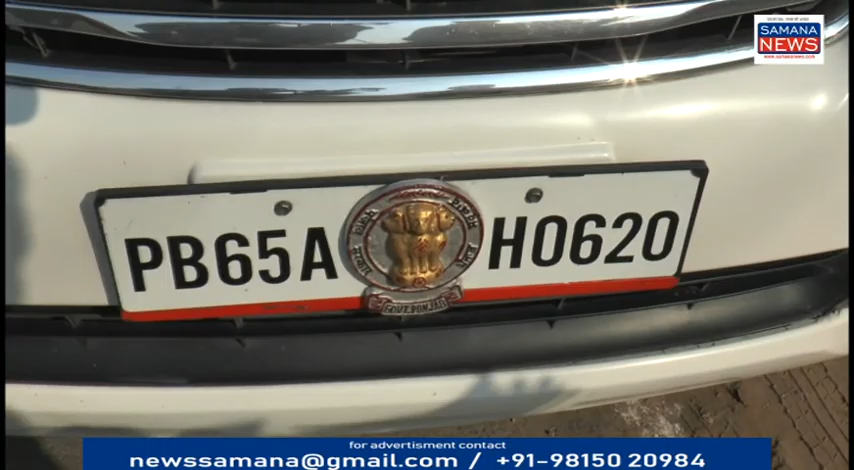 SAMANA
NEWS
PB65A H0620
GOVT.PUNJAB
for advertisment contact
newssamana@gmail.com / +91-98150 20984